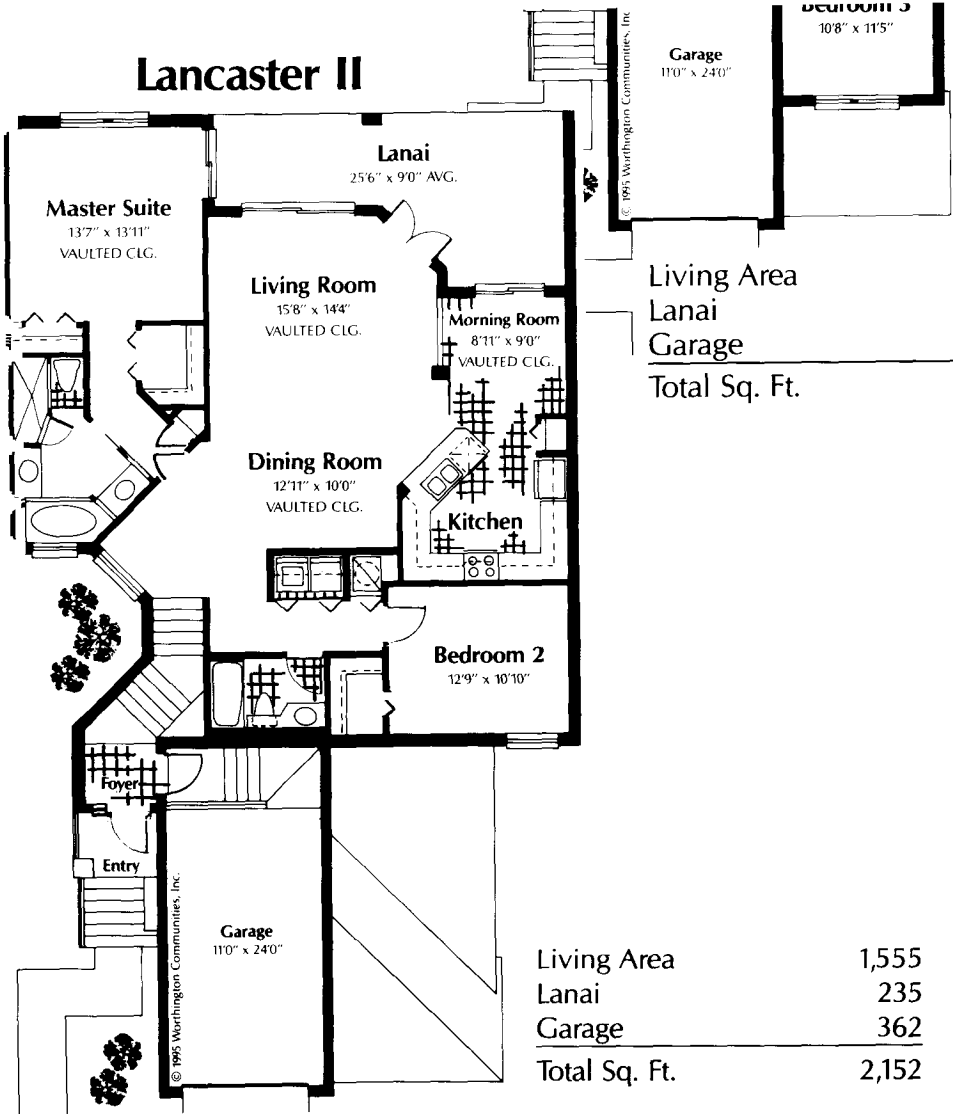 Lancaster II
Bedroom 3
10'8" x 11'5"
Garage
11'0" x 24'0"
© 1995 Worthington Communities, Inc.
Lanai
25'6" x 9'0" AVG.
Master Suite
13'7" x 13'11"
VAULTED CLG.
Living Room
15'8" x 14'4"
VAULTED CLG.
Morning Room
8'11" x 9'0"
VAULTED CLG.
Living Area
Lanai
Garage
Total Sq. Ft.
Dining Room
12'11" x 10'0"
VAULTED CLG.
Kitchen
Bedroom 2
12'9" x 10'10"
Foyer
Entry
© 1995 Worthington Communities, Inc.
Garage
11'0" x 24'0"
Living Area 1,555
Lanai 235
Garage 362
Total Sq. Ft. 2,152